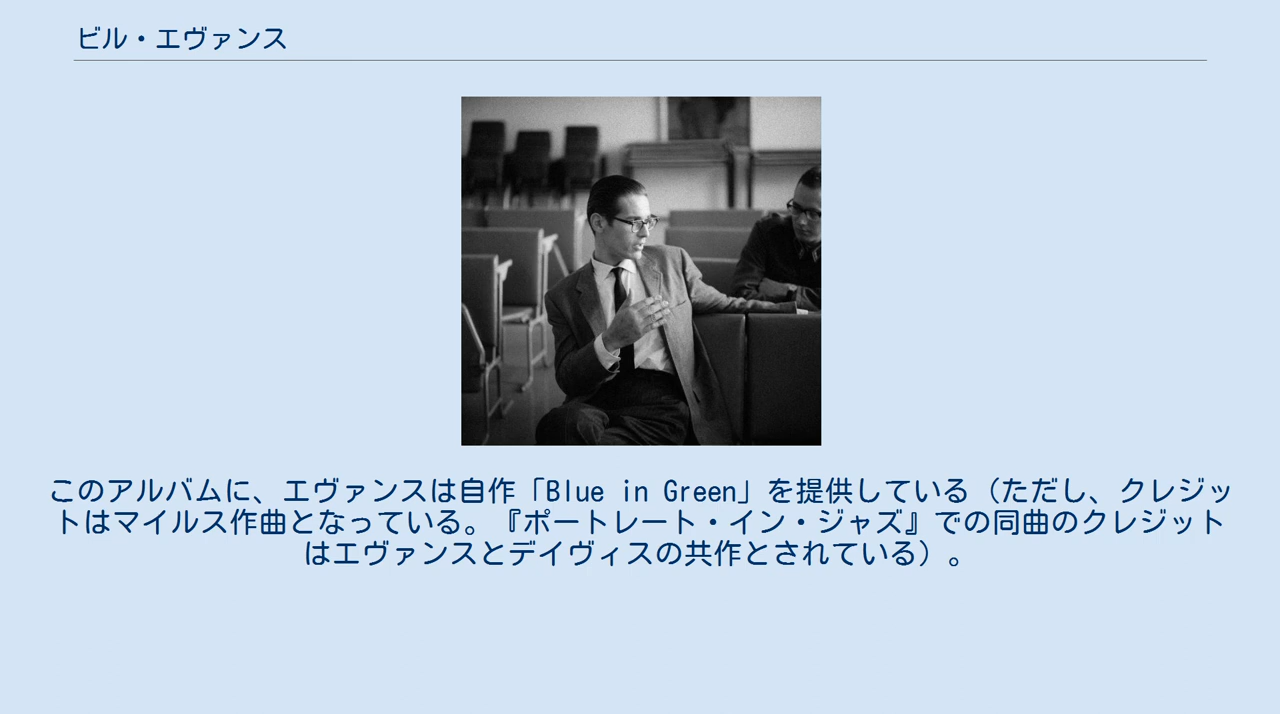 ビル・エヴァンス
このアルバムに、エヴァンスは自作「Blue in Green」を提供している（ただし、クレジッ
トはマイルス作曲となっている。『ポートレート・イン・ジャズ』での同曲のクレジット
はエヴァンスとデイヴィスの共作とされている）。